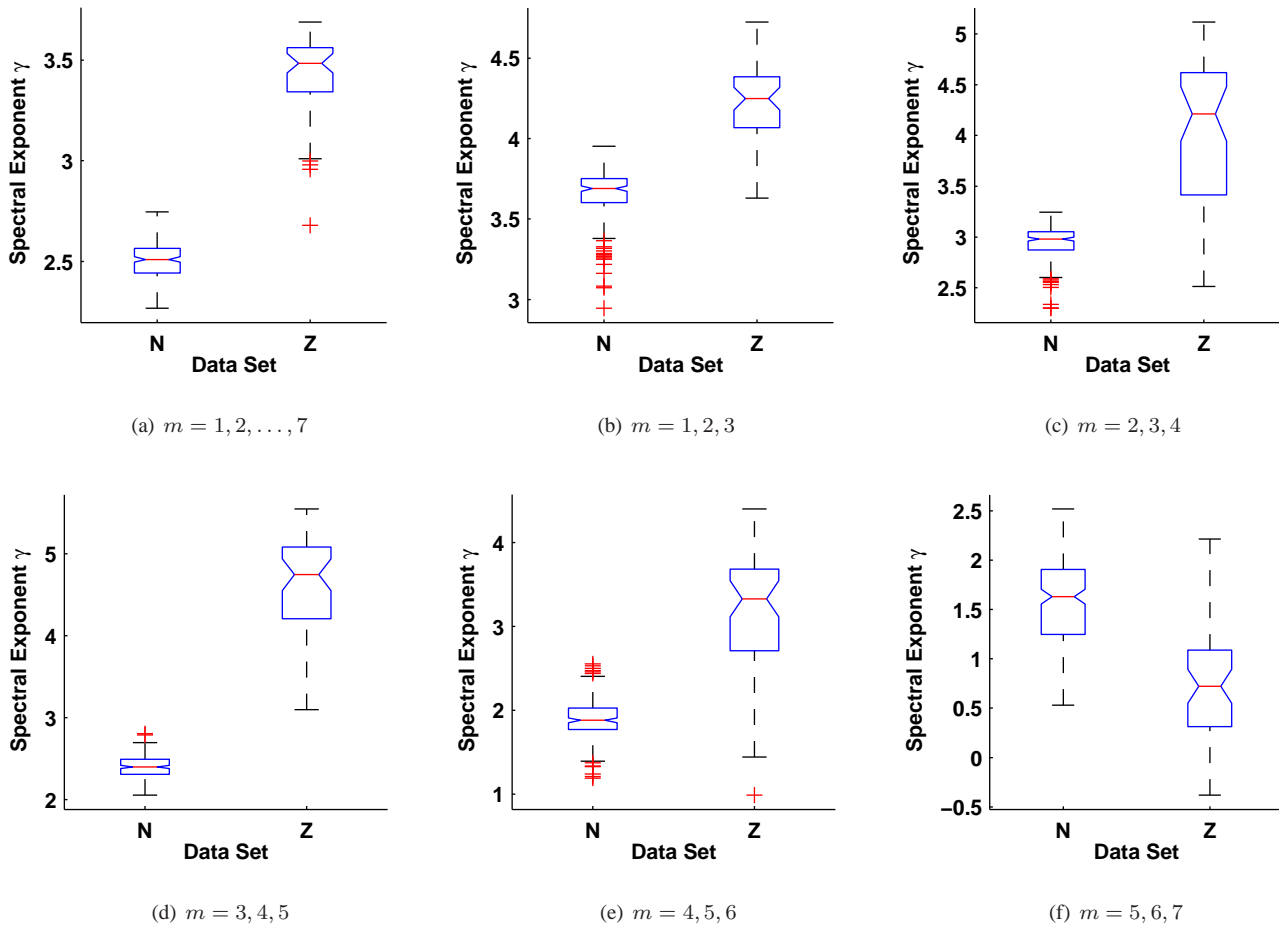 Spectral Exponent γ
3.5
3
2.5
N Z
Data Set
(a) m = 1, 2, . . . , 7
Spectral Exponent γ
4.5
4
3.5
3
N Z
Data Set
(b) m = 1, 2, 3
Spectral Exponent γ
5
4.5
4
3.5
3
2.5
N Z
Data Set
(c) m = 2, 3, 4
Spectral Exponent γ
5
4
3
2
N Z
Data Set
(d) m = 3, 4, 5
Spectral Exponent γ
4
3
2
1
N Z
Data Set
(e) m = 4, 5, 6
Spectral Exponent γ
2.5
2
1.5
1
0.5
0
−0.5
N Z
Data Set
(f) m = 5, 6, 7